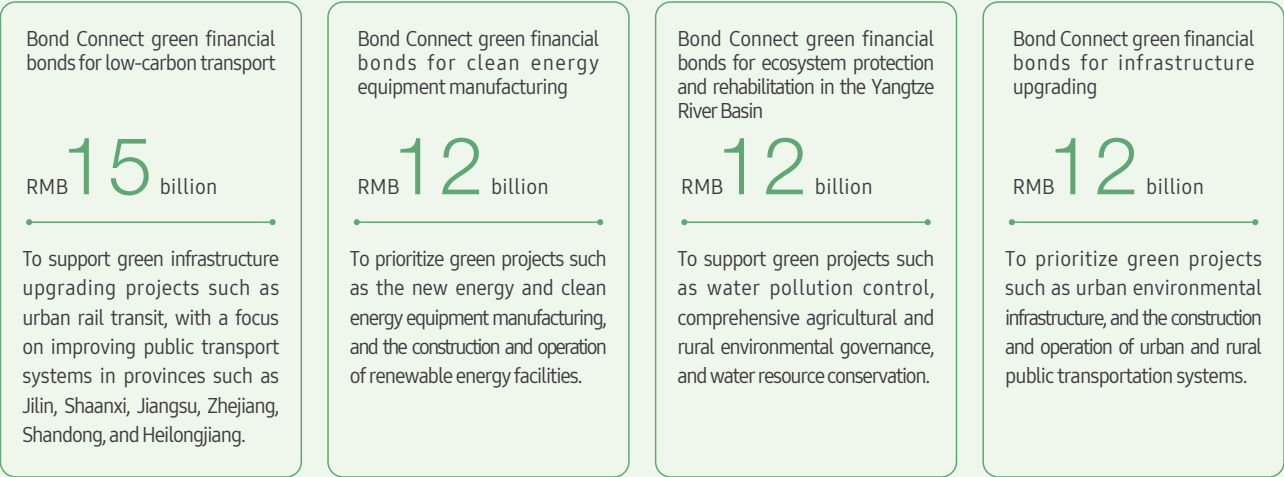 Bond Connect green financial
bonds for low-carbon transport
RMB 15 billion
To support green infrastructure
upgrading projects such as
urban rail transit, with a focus
on improving public transport
systems in provinces such as
Jilin, Shaanxi, Jiangsu, Zhejiang,
Shandong, and Heilongjiang.
Bond Connect green financial
bonds for clean energy
equipment manufacturing
RMB 12 billion
To prioritize green projects such
as the new energy and clean
energy equipment manufacturing,
and the construction and operation
of renewable energy facilities.
Bond Connect green financial
bonds for ecosystem protection
and rehabilitation in the Yangtze
River Basin
RMB 12 billion
To support green projects such
as water pollution control,
comprehensive agricultural and
rural environmental governance,
and water resource conservation.
Bond Connect green financial
bonds for infrastructure
upgrading
RMB 12 billion
To prioritize green projects
such as urban environmental
infrastructure, and the construction
and operation of urban and rural
public transportation systems.